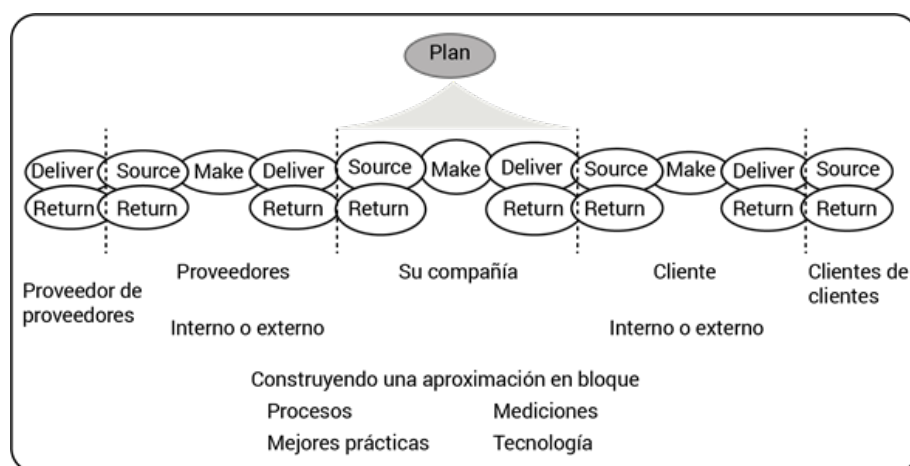 Plan
Deliver Source Make Deliver Source Make Deliver Source Make Deliver Source
Return Return Return Return Return Return Return Return
Proveedor de
proveedores
Proveedores
Interno o externo
Su compañía
Cliente
Interno o externo
Clientes de
clientes
Construyendo una aproximación en bloque
Procesos Mediciones
Mejores prácticas Tecnología